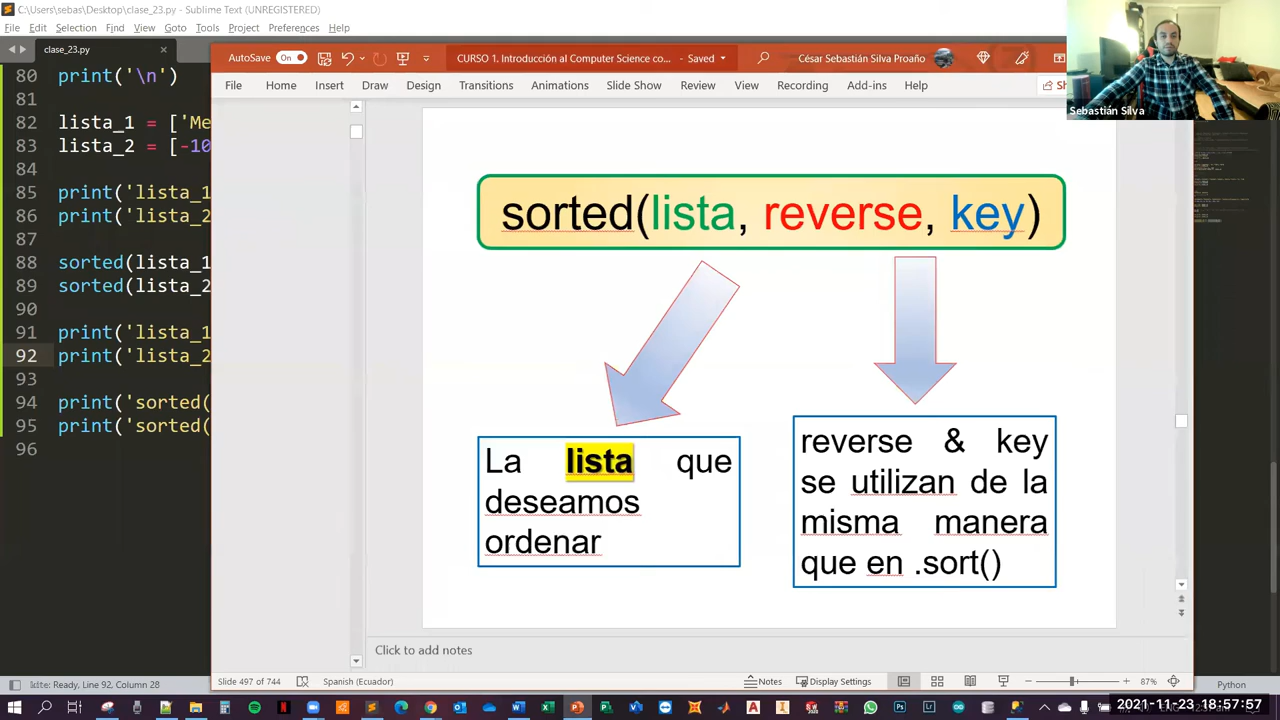 C:\Users\sebas\Desktop\clase_23.py - Sublime Text (UNREGISTERED)
File Edit Selection Find View Goto Tools Project Preferences Help
clase_23.py
80 print('\n')
81
82 lista_1 = ['Me
83 lista_2 = [-10
84
85 print('lista_1
86 print('lista_2
87
88 sorted(lista_1
89 sorted(lista_2
90
91 print('lista_1
92 print('lista_2
93
94 print('sorted(
95 print('sorted(
96
AutoSave On
CURSO 1. Introducción al Computer Science co... - Saved
César Sebastián Silva Proaño
File Home Insert Draw Design Transitions Animations Slide Show Review View Recording Add-ins Help Sh
Sebastián Silva
sorted(lista, reverse, key)
La lista que
deseamos
ordenar
reverse & key
se utilizan de la
misma manera
que en .sort()
Click to add notes
Slide 497 of 744 Spanish (Ecuador) Notes Display Settings 87%
Ready, Line 92, Column 28 Python
2021-11-23 18:57:57